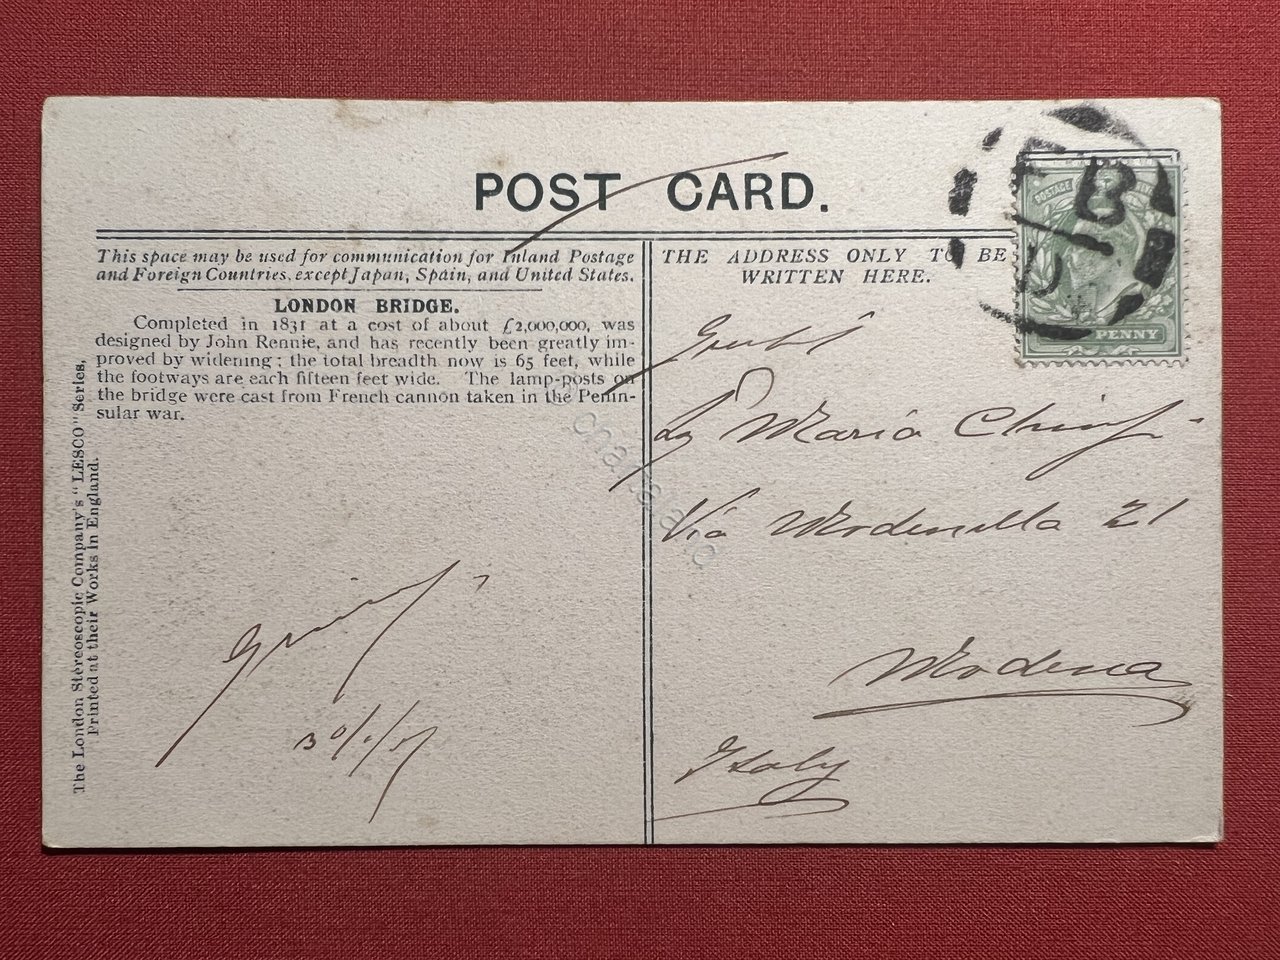 POST CARD.
This space may be used for communication for Inland Postage
and Foreign Countries, except Japan, Spain, and United States.
LONDON BRIDGE.
Completed in 1831 at a cost of about £2,000,000, was
designed by John Rennie, and has recently been greatly im-
proved by widening; the total breadth now is 65 feet, while
the footways are each fifteen feet wide. The lamp-posts on
the bridge were cast from French cannon taken in the Penin-
sular war.
The London Stereoscopic Company's "LESCO" Series,
Printed at their Works in England.
30/1/07
THE ADDRESS ONLY TO BE
WRITTEN HERE.
POSTAGE
PENNY
B
Maria
Via Modenella 21
Modena
Italy